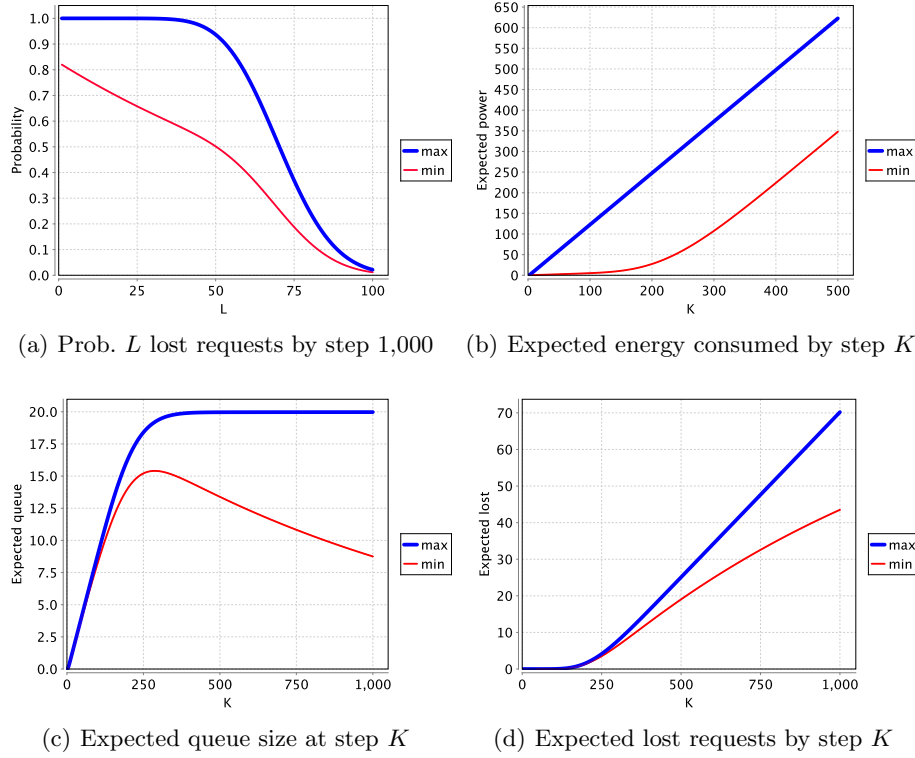 1.0
0.9
0.8
0.7
0.6
0.5
0.4
0.3
0.2
0.1
0.0
Probability
0 25 50 75 100
L
max
min
(a) Prob. L lost requests by step 1,000
650
600
550
500
450
400
350
300
250
200
150
100
50
0
Expected power
0 100 200 300 400 500
K
max
min
(b) Expected energy consumed by step K
20.0
17.5
15.0
12.5
10.0
7.5
5.0
2.5
0.0
Expected queue
0 250 500 750 1,000
K
max
min
(c) Expected queue size at step K
70
60
50
40
30
20
10
0
Expected lost
0 250 500 750 1,000
K
max
min
(d) Expected lost requests by step K